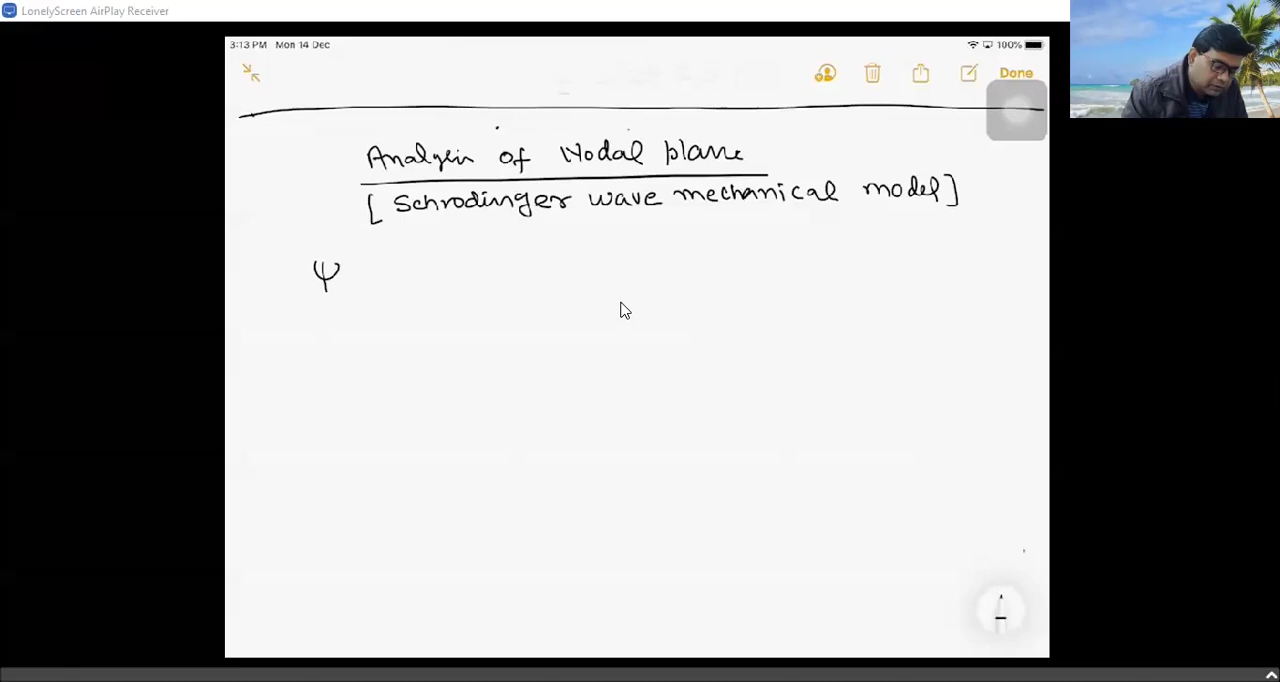 LonelyScreen AirPlay Receiver
3:13 PM Mon 14 Dec
100%
Done
Analysis of Nodal plane
[Schrodinger wave mechanical model]
Ψ